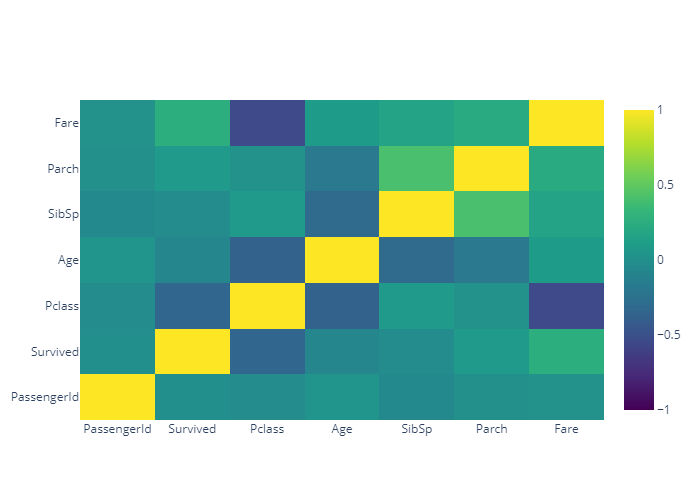 Fare
Parch
SibSp
Age
Pclass
Survived
PassengerId
PassengerId Survived Pclass Age SibSp Parch Fare
1
0.5
0
−0.5
−1